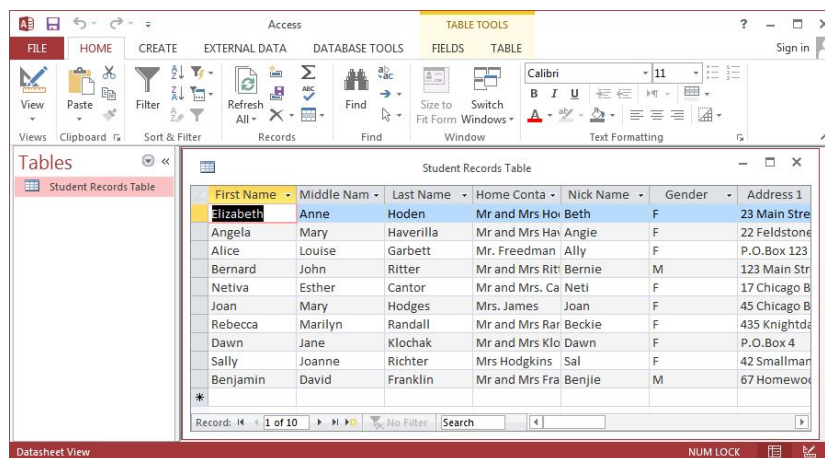 Access
TABLE TOOLS
?
FILE HOME CREATE EXTERNAL DATA DATABASE TOOLS FIELDS TABLE Sign in
View Paste Filter Refresh All Find Size to Fit Form Switch Windows
Calibri 11
B I U
Views Clipboard Sort & Filter Records Find Window Text Formatting
Tables
Student Records Table
Student Records Table
First Name Middle Nam Last Name Home Conta Nick Name Gender Address 1
Elizabeth Anne Hoden Mr and Mrs Ho Beth F 23 Main Stre
Angela Mary Haverilla Mr and Mrs Hav Angie F 22 Feldstone
Alice Louise Garbett Mr. Freedman Ally F P.O.Box 123
Bernard John Ritter Mr and Mrs Ritt Bernie M 123 Main Str
Netiva Esther Cantor Mr and Mrs. Ca Neti F 17 Chicago B
Joan Mary Hodges Mrs. James Joan F 45 Chicago B
Rebecca Marilyn Randall Mr and Mrs Ran Beckie F 435 Knightda
Dawn Jane Klochak Mr and Mrs Klo Dawn F P.O.Box 4
Sally Joanne Richter Mrs Hodgkins Sal F 42 Smallman
Benjamin David Franklin Mr and Mrs Fra Benjie M 67 Homewoo
Record: 1 of 10 No Filter Search
Datasheet View NUM LOCK